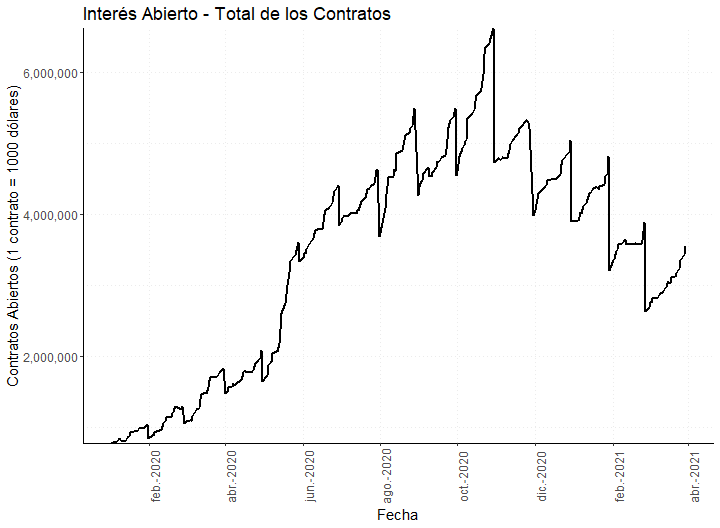 Interés Abierto - Total de los Contratos
Contratos Abiertos (1 contrato = 1000 dólares)
6,000,000
4,000,000
2,000,000
feb.-2020
abr.-2020
jun.-2020
ago.-2020
oct.-2020
dic.-2020
feb.-2021
abr.-2021
Fecha